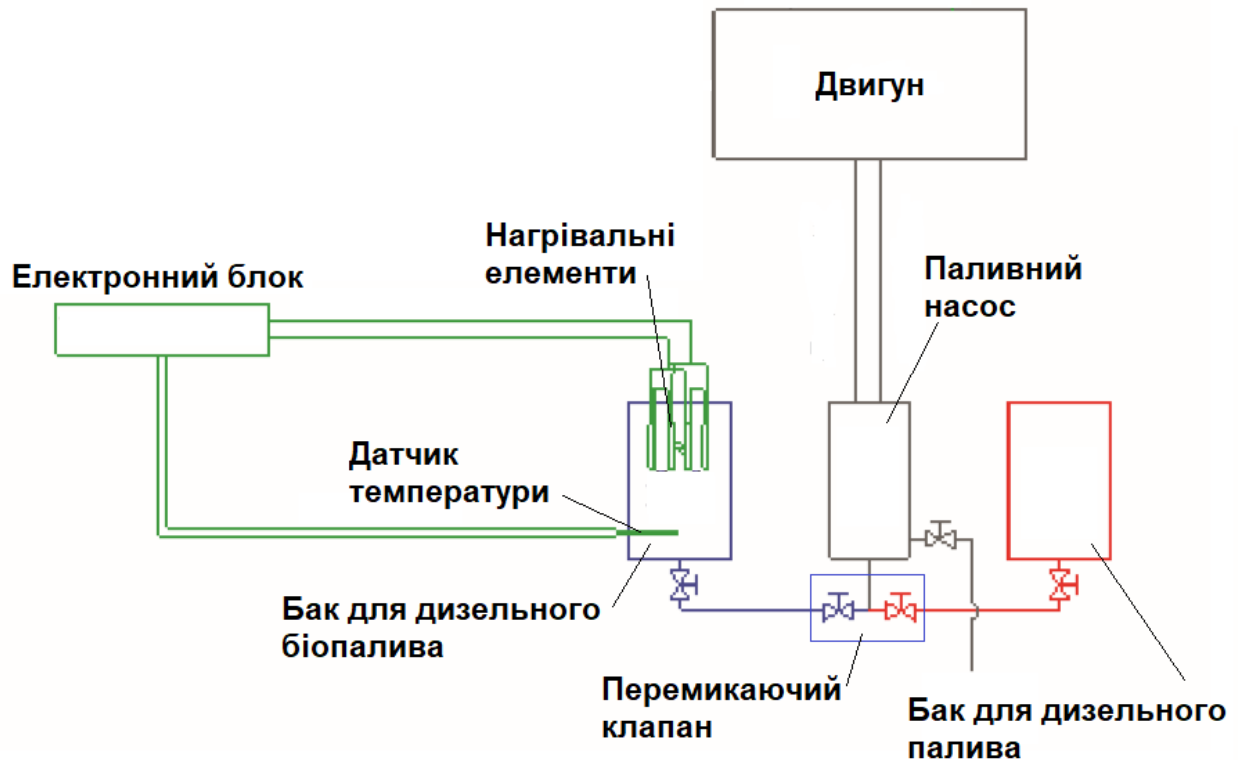 Двигун
Нагрівальні
елементи
Електронний блок
Паливний
насос
Датчик
температури
Бак для дизельного
біопалива
Перемикаючий
клапан
Бак для дизельного
палива